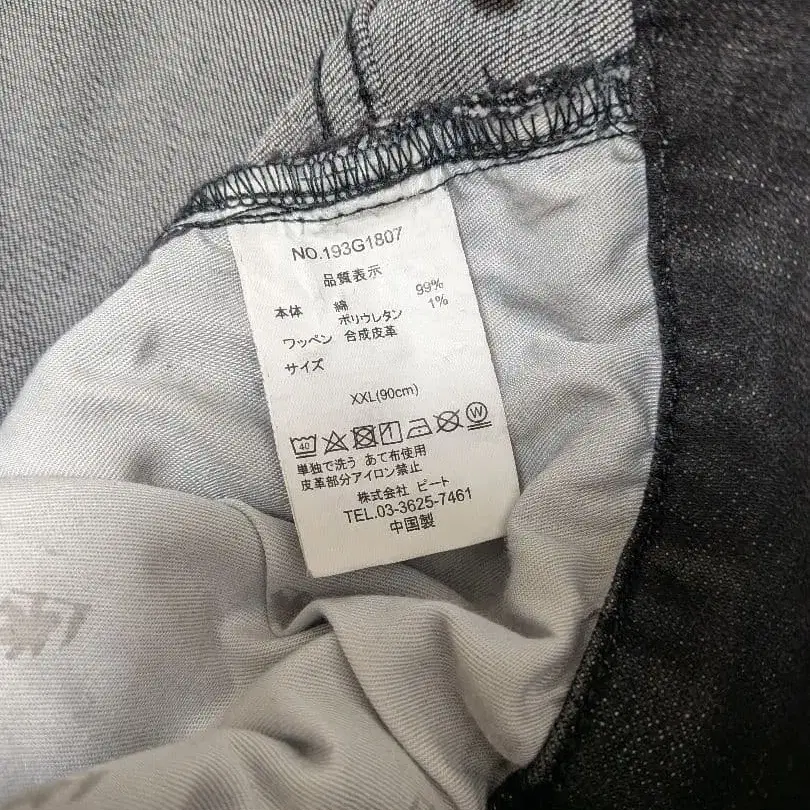 NO.193G1807
品質表示
本体 綿 99%
ポリウレタン 1%
ワッペン 合成皮革
サイズ
XXL(90cm)
40 W
単独で洗う あて布使用
皮革部分アイロン禁止
株式会社 ビート
TEL.03-3625-7461
中国製